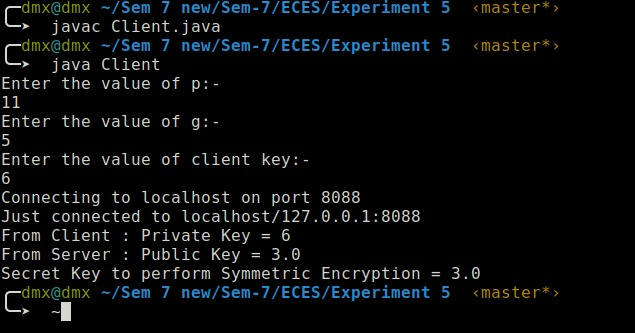 dmx@dmx ~/Sem 7 new/Sem-7/ECES/Experiment 5 ‹master*›
➤ javac Client.java
dmx@dmx ~/Sem 7 new/Sem-7/ECES/Experiment 5 ‹master*›
➤ java Client
Enter the value of p:-
11
Enter the value of g:-
5
Enter the value of client key:-
6
Connecting to localhost on port 8088
Just connected to localhost/127.0.0.1:8088
From Client : Private Key = 6
From Server : Public Key = 3.0
Secret Key to perform Symmetric Encryption = 3.0
dmx@dmx ~/Sem 7 new/Sem-7/ECES/Experiment 5 ‹master*›
➤ ~